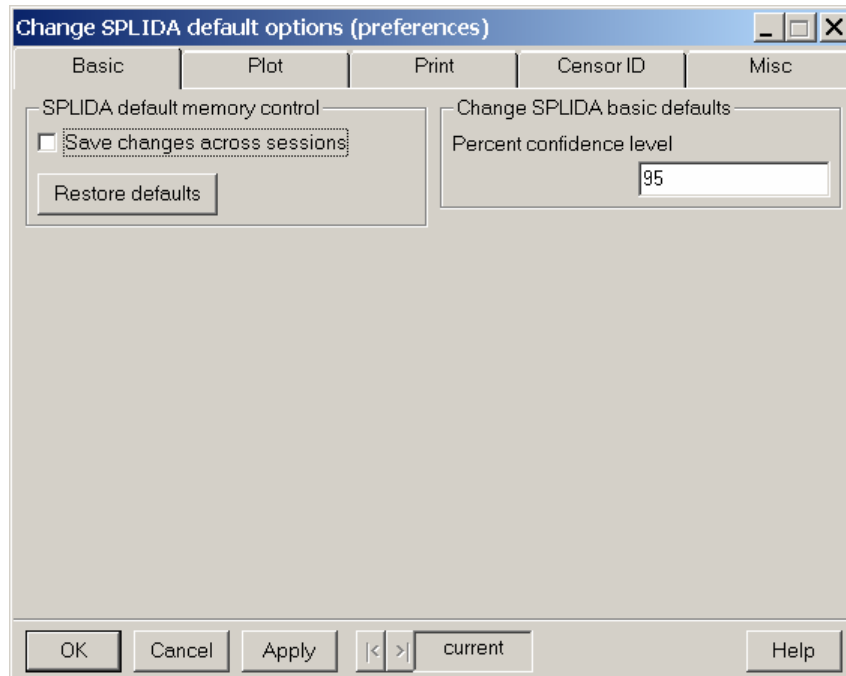 Change SPLIDA default options (preferences)
Basic Plot Print Censor ID Misc
SPLIDA default memory control
Save changes across sessions
Restore defaults
Change SPLIDA basic defaults
Percent confidence level
95
OK Cancel Apply |< >| current Help